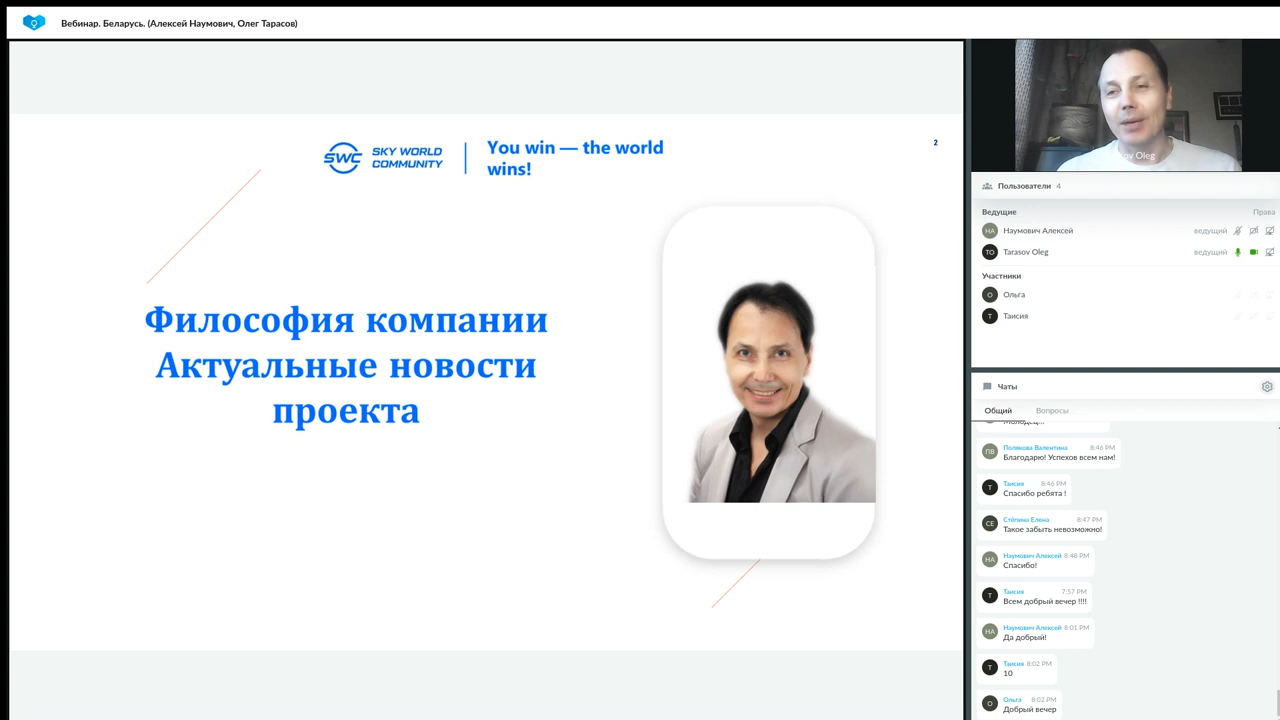 Вебинар. Беларусь. (Алексей Наумович, Олег Тарасов)
SWC
SKY WORLD
COMMUNITY
You win — the world
wins!
2
Философия компании
Актуальные новости
проекта
ov Oleg
Пользователи 4
Ведущие Права
НА Наумович Алексей ведущий
TO Tarasov Oleg ведущий
Участники
О Ольга
Т Таисия
Чаты
Общий Вопросы
ПВ Полякова Валентина 8:46 PM
Благодарю! Успехов всем нам!
Т Таисия 8:46 PM
Спасибо ребята !
СЕ Стёпина Елена 8:47 PM
Такое забыть невозможно!
НА Наумович Алексей 8:48 PM
Спасибо!
Т Таисия 7:57 PM
Всем добрый вечер !!!!
НА Наумович Алексей 8:01 PM
Да добрый!
Т Таисия 8:02 PM
10
О Ольга 8:02 PM
Добрый вечер